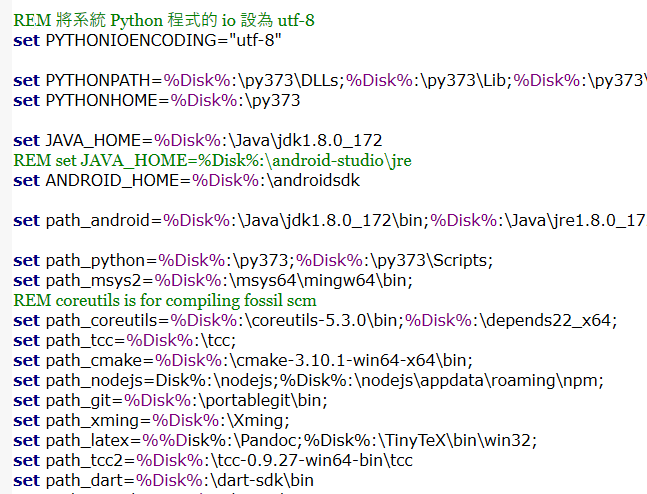 REM 將系統 Python 程式的 io 設為 utf-8
set PYTHONIOENCODING="utf-8"
set PYTHONPATH=%Disk%:\py373\DLLs;%Disk%:\py373\Lib;%Disk%:\py373\
set PYTHONHOME=%Disk%:\py373
set JAVA_HOME=%Disk%:\Java\jdk1.8.0_172
REM set JAVA_HOME=%Disk%:\android-studio\jre
set ANDROID_HOME=%Disk%:\androidsdk
set path_android=%Disk%:\Java\jdk1.8.0_172\bin;%Disk%:\Java\jre1.8.0_17
set path_python=%Disk%:\py373;%Disk%:\py373\Scripts;
set path_msys2=%Disk%:\msys64\mingw64\bin;
REM coreutils is for compiling fossil scm
set path_coreutils=%Disk%:\coreutils-5.3.0\bin;%Disk%:\depends22_x64;
set path_tcc=%Disk%:\tcc;
set path_cmake=%Disk%:\cmake-3.10.1-win64-x64\bin;
set path_nodejs=Disk%:\nodejs;%Disk%:\nodejs\appdata\roaming\npm;
set path_git=%Disk%:\portablegit\bin;
set path_xming=%Disk%:\Xming;
set path_latex=%%Disk%:\Pandoc;%Disk%:\TinyTeX\bin\win32;
set path_tcc2=%Disk%:\tcc-0.9.27-win64-bin\tcc
set path_dart=%Disk%:\dart-sdk\bin